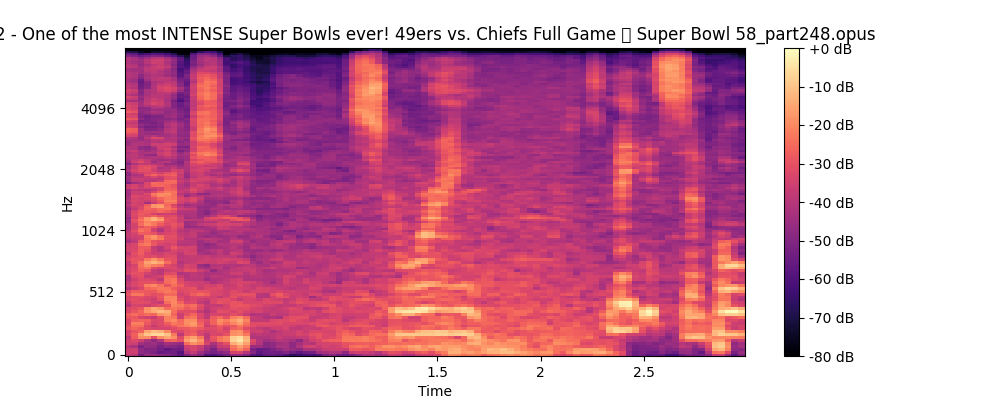 2 - One of the most INTENSE Super Bowls ever! 49ers vs. Chiefs Full Game Super Bowl 58_part248.opus
+0 dB
-10 dB
-20 dB
-30 dB
-40 dB
-50 dB
-60 dB
-70 dB
-80 dB
4096
2048
1024
512
0
Hz
0
0.5
1
1.5
2
2.5
Time